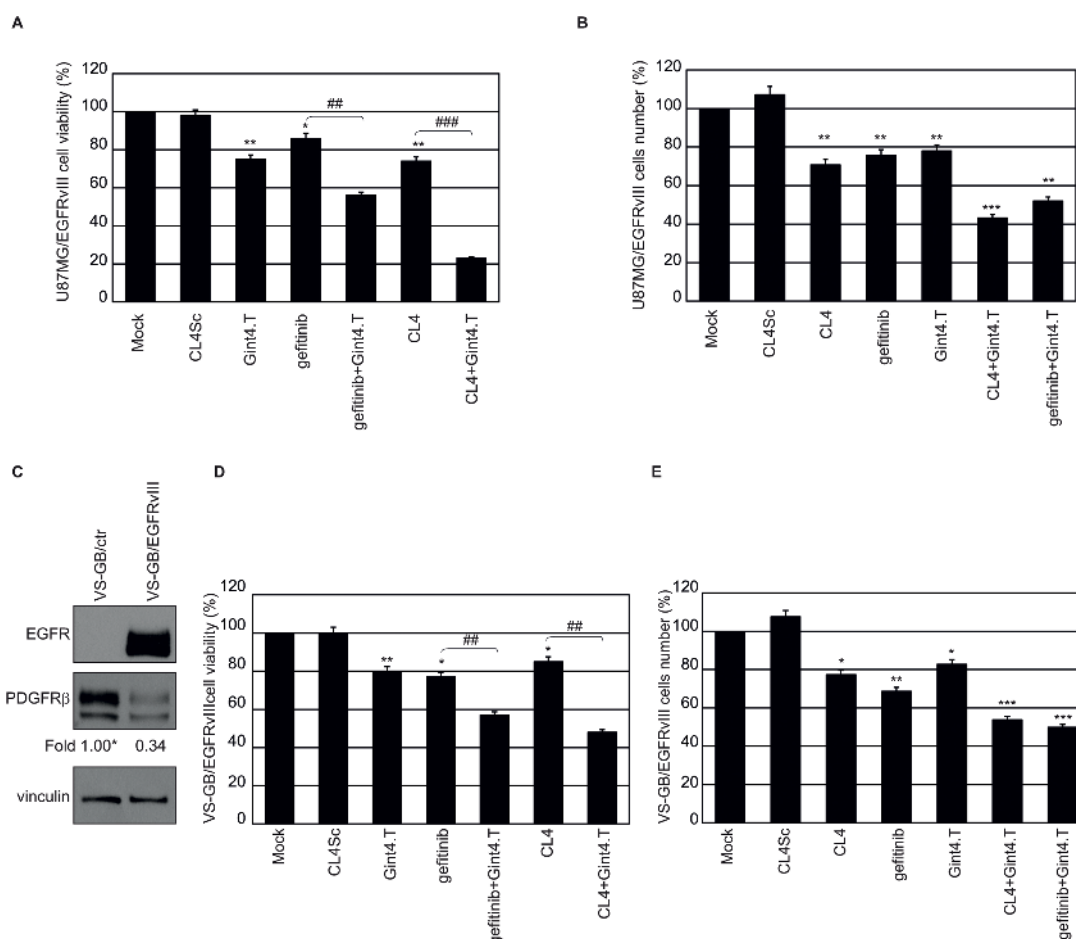 A
U87MG/EGFRvIII cell viability (%)
120
100
80
60
40
20
0
*
**
*
**
##
###
Mock
CL4Sc
Gint4.T
gefitinib
gefitinib+Gint4.T
CL4
CL4+Gint4.T
B
U87MG/EGFRvIII cells number (%)
120
100
80
60
40
20
0
**
**
**
***
**
Mock
CL4Sc
CL4
gefitinib
Gint4.T
CL4+Gint4.T
gefitinib+Gint4.T
C
VS-GB/ctr
VS-GB/EGFRvIII
EGFR
PDGFRβ
Fold 1.00* 0.34
vinculin
D
VS-GB/EGFRvIIIcell viability (%)
120
100
80
60
40
20
0
**
*
##
*
##
Mock
CL4Sc
Gint4.T
gefitinib
gefitinib+Gint4.T
CL4
CL4+Gint4.T
E
VS-GB/EGFRvIII cells number (%)
120
100
80
60
40
20
0
*
**
*
***
***
Mock
CL4Sc
CL4
gefitinib
Gint4.T
CL4+Gint4.T
gefitinib+Gint4.T